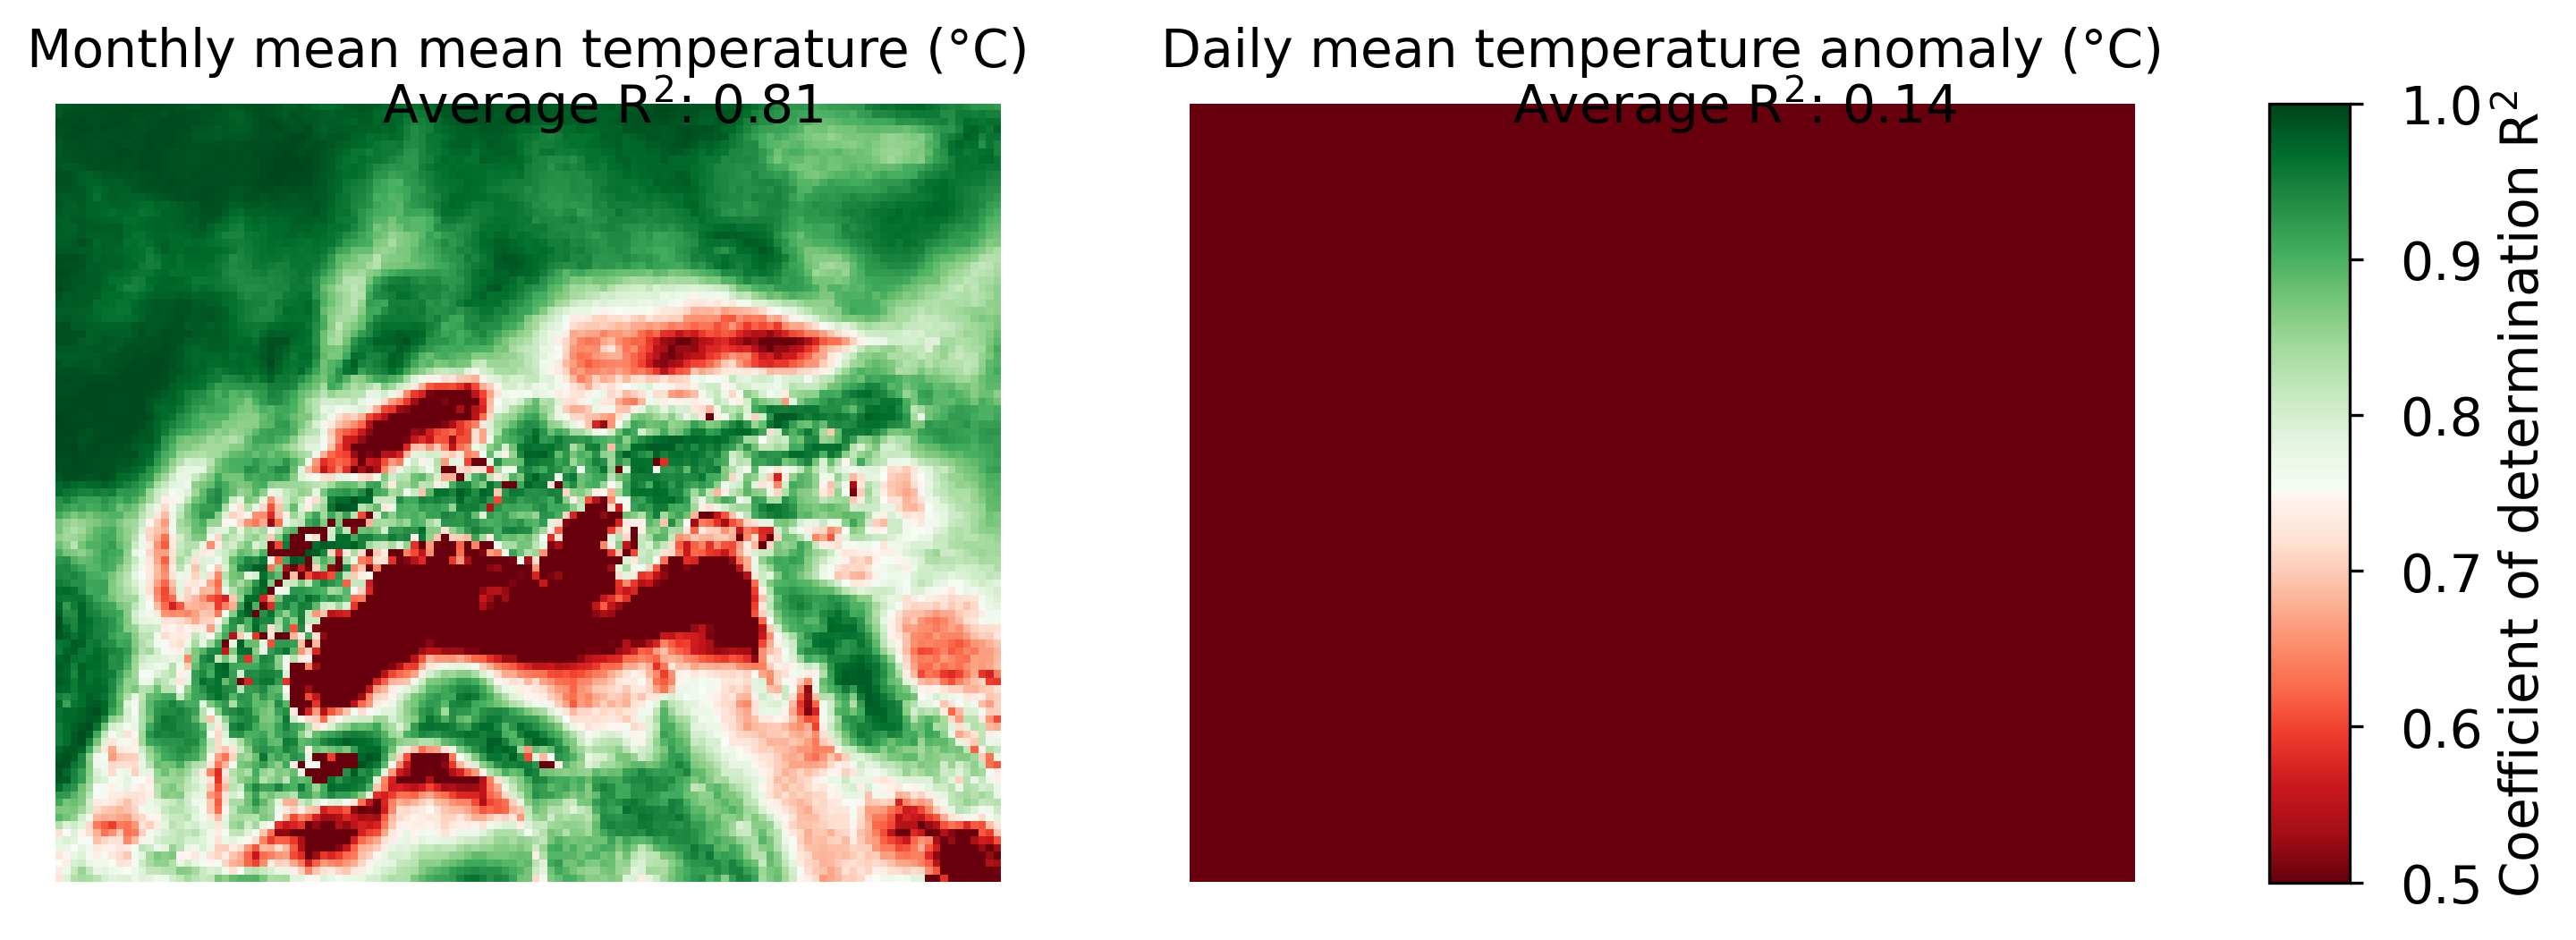 Monthly mean mean temperature (°C)
Average R²: 0.81
Daily mean temperature anomaly (°C)
Average R²: 0.14
1.0
0.9
0.8
0.7
0.6
0.5
Coefficient of determination R²